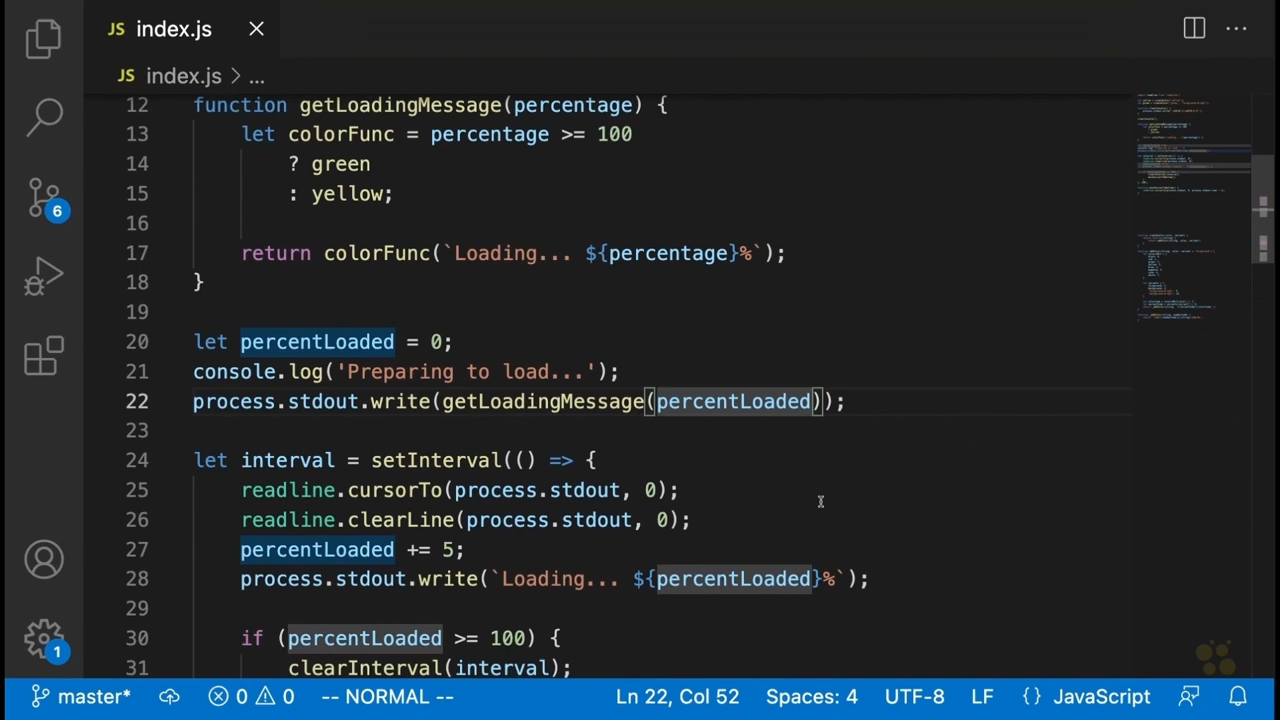 JS index.js
JS index.js > ...
12 function getLoadingMessage(percentage) {
13 let colorFunc = percentage >= 100
14 ? green
15 : yellow;
16
17 return colorFunc(`Loading... ${percentage}%`);
18 }
19
20 let percentLoaded = 0;
21 console.log('Preparing to load...');
22 process.stdout.write(getLoadingMessage(percentLoaded));
23
24 let interval = setInterval(() => {
25 readline.cursorTo(process.stdout, 0);
26 readline.clearLine(process.stdout, 0);
27 percentLoaded += 5;
28 process.stdout.write(`Loading... ${percentLoaded}%`);
29
30 if (percentLoaded >= 100) {
31 clearInterval(interval);
6
1
master* 0 0 -- NORMAL -- Ln 22, Col 52 Spaces: 4 UTF-8 LF {} JavaScript